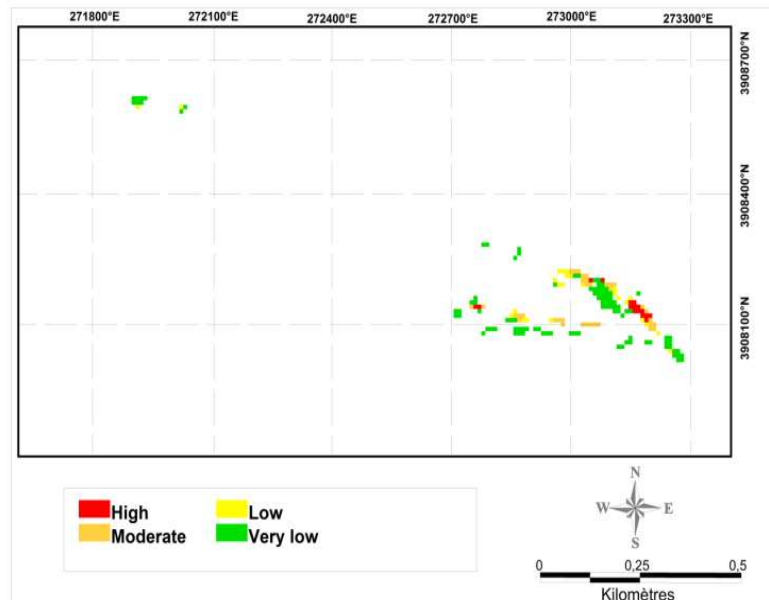 271800°E 272100°E 272400°E 272700°E 273000°E 273300°E
3908700°N
3908400°N
3908100°N
High Low
Moderate Very low
N
W E
S
0 0,25 0,5
Kilomètres